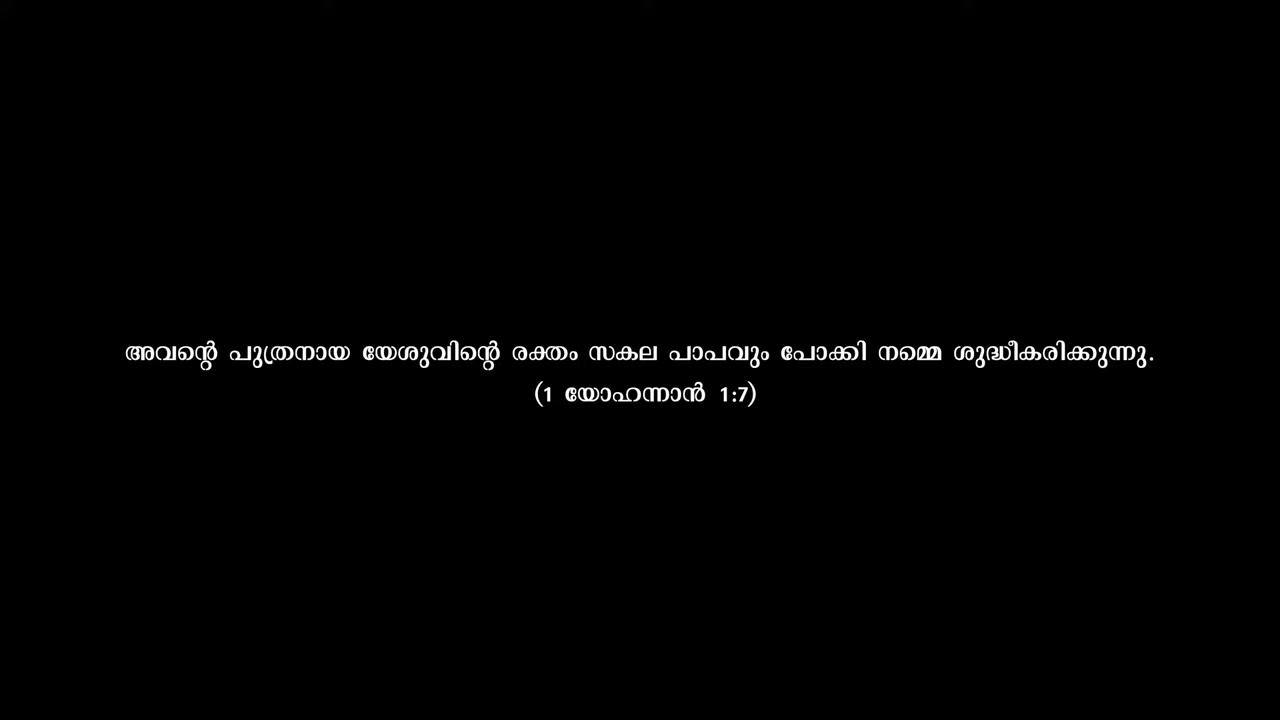 അവന്റെ പുത്രനായ യേശുവിന്റെ രക്തം സകല പാപവും പോക്കി നമ്മെ ശുദ്ധീകരിക്കുന്നു.
(1 യോഹന്നാൻ 1:7)